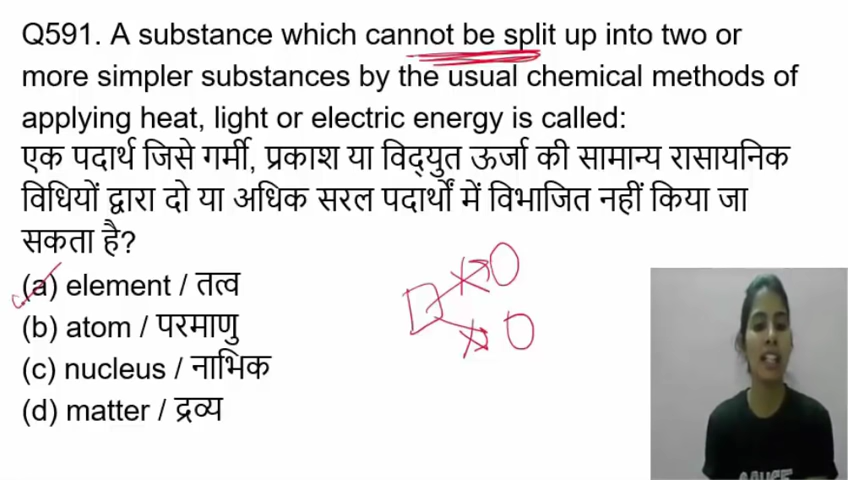 Q591. A substance which cannot be split up into two or
more simpler substances by the usual chemical methods of
applying heat, light or electric energy is called:
एक पदार्थ जिसे गर्मी, प्रकाश या विद्युत ऊर्जा की सामान्य रासायनिक
विधियों द्वारा दो या अधिक सरल पदार्थों में विभाजित नहीं किया जा
सकता है?
(a) element / तत्व
(b) atom / परमाणु
(c) nucleus / नाभिक
(d) matter / द्रव्य